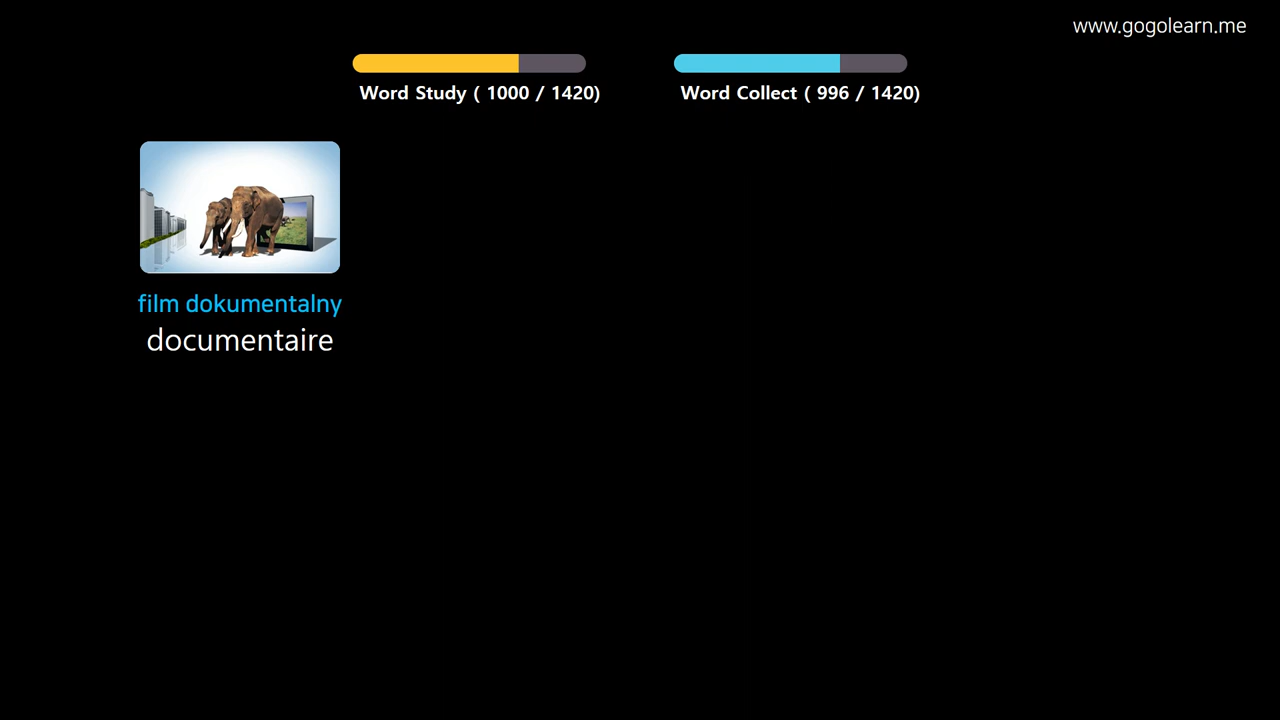 www.gogolearn.me
Word Study ( 1000 / 1420)
Word Collect ( 996 / 1420)
film dokumentalny
documentaire